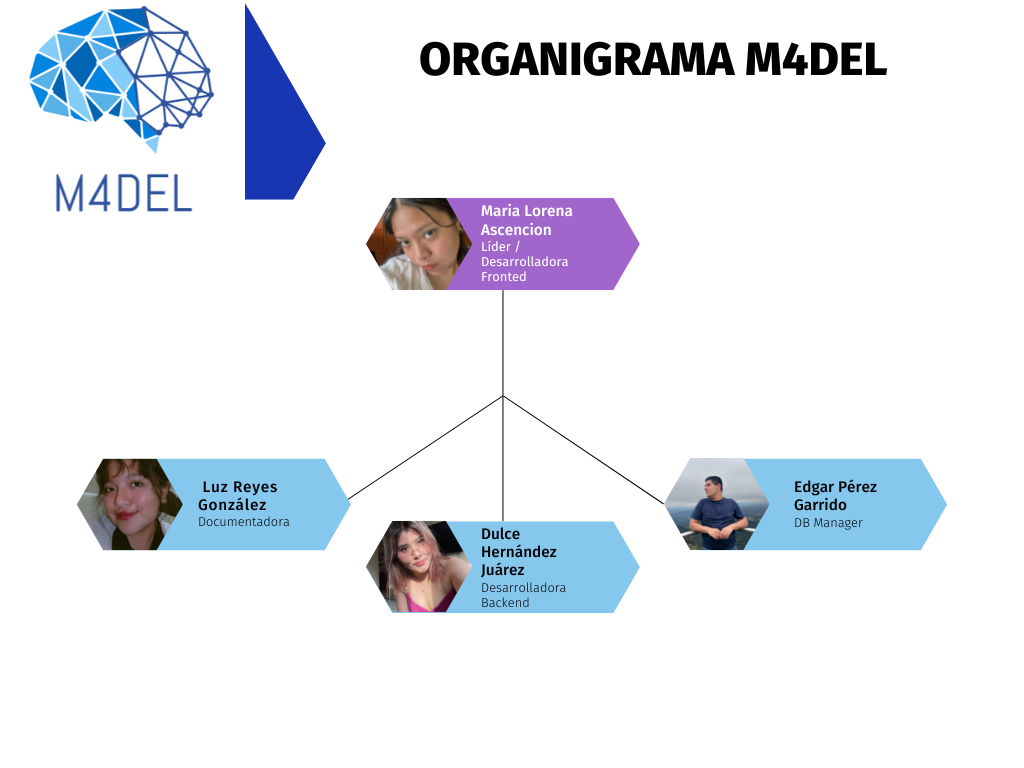 ORGANIGRAMA M4DEL
M4DEL
Maria Lorena
Ascencion
Líder /
Desarrolladora
Fronted
Luz Reyes
González
Documentadora
Dulce
Hernández
Juárez
Desarrolladora
Backend
Edgar Pérez
Garrido
DB Manager